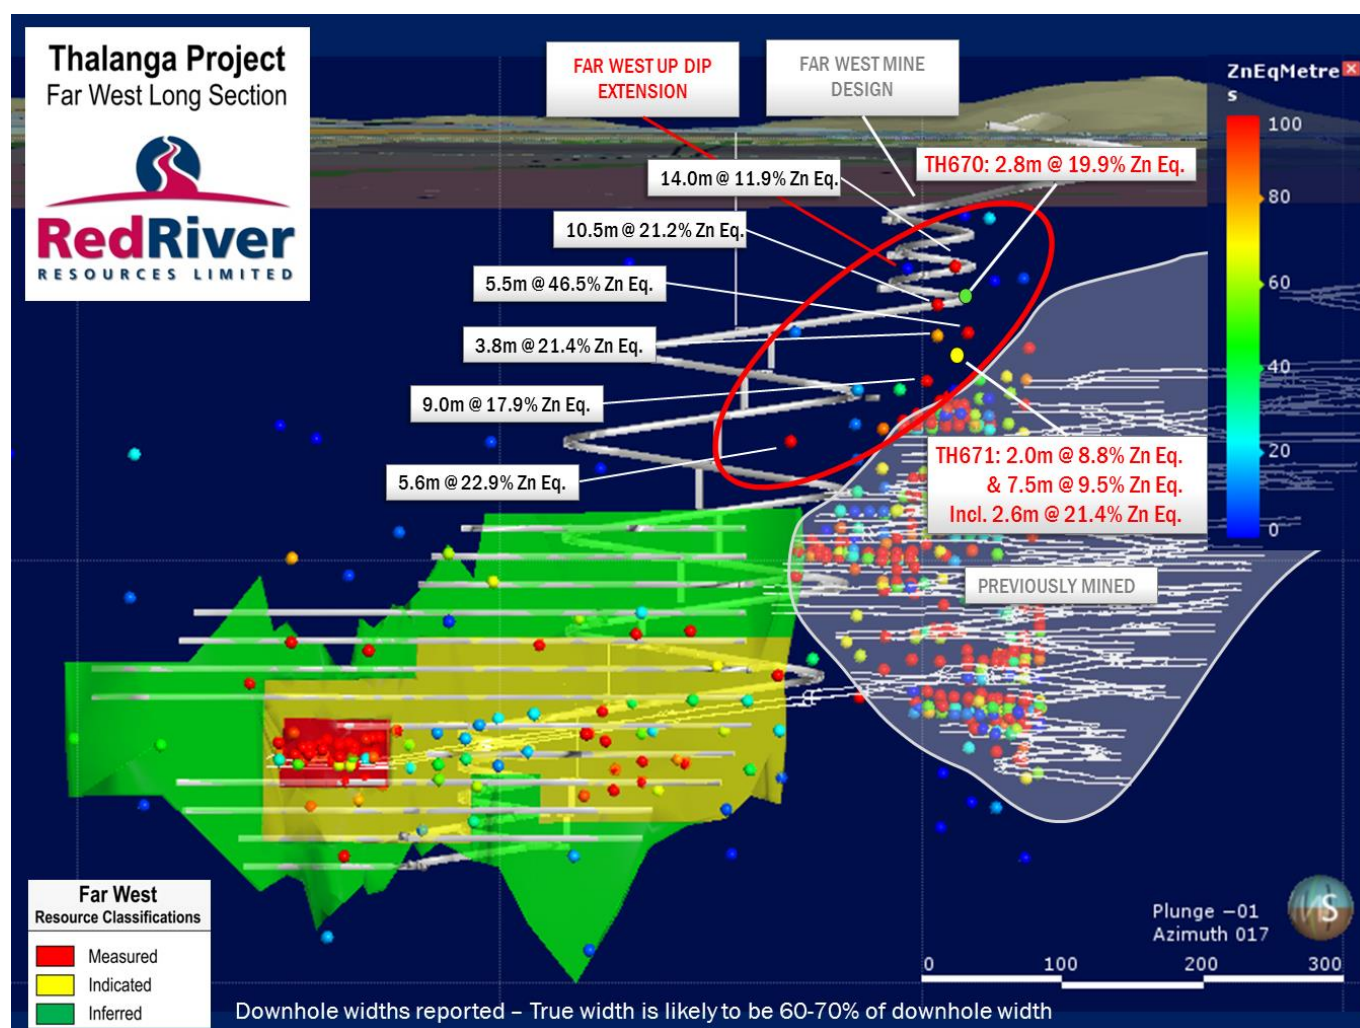 Thalanga Project
Far West Long Section
RedRiver
RESOURCES LIMITED
FAR WEST UP DIP
EXTENSION
FAR WEST MINE
DESIGN
ZnEqMetre
s
100
80
60
40
20
0
TH670: 2.8m @ 19.9% Zn Eq.
14.0m @ 11.9% Zn Eq.
10.5m @ 21.2% Zn Eq.
5.5m @ 46.5% Zn Eq.
3.8m @ 21.4% Zn Eq.
9.0m @ 17.9% Zn Eq.
5.6m @ 22.9% Zn Eq.
TH671: 2.0m @ 8.8% Zn Eq.
& 7.5m @ 9.5% Zn Eq.
Incl. 2.6m @ 21.4% Zn Eq.
PREVIOUSLY MINED
Far West
Resource Classifications
Measured
Indicated
Inferred
Plunge −01
Azimuth 017
S
0 100 200 300
Downhole widths reported – True width is likely to be 60-70% of downhole width